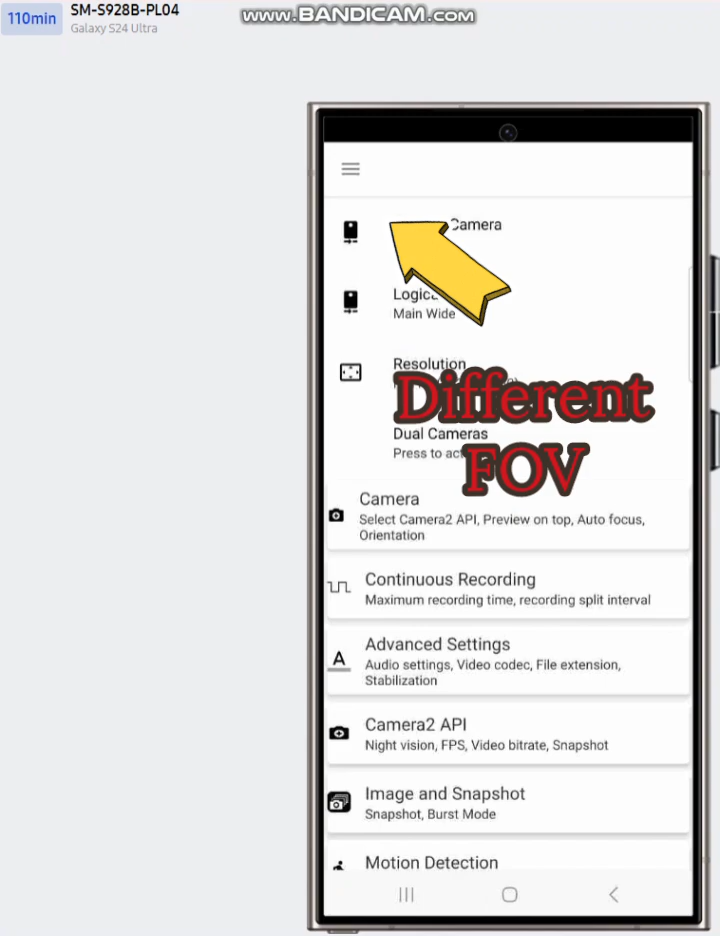 110min
SM-S928B-PL04
Galaxy S24 Ultra
www.BANDICAM.com
Camera
Main Wide
Resolution
Different
Dual Cameras
Press to
FOV
Camera
Select Camera2 API, Preview on top, Auto focus,
Orientation
Continuous Recording
Maximum recording time, recording split interval
Advanced Settings
Audio settings, Video codec, File extension,
Stabilization
Camera2 API
Night vision, FPS, Video bitrate, Snapshot
Image and Snapshot
Snapshot, Burst Mode
Motion Detection